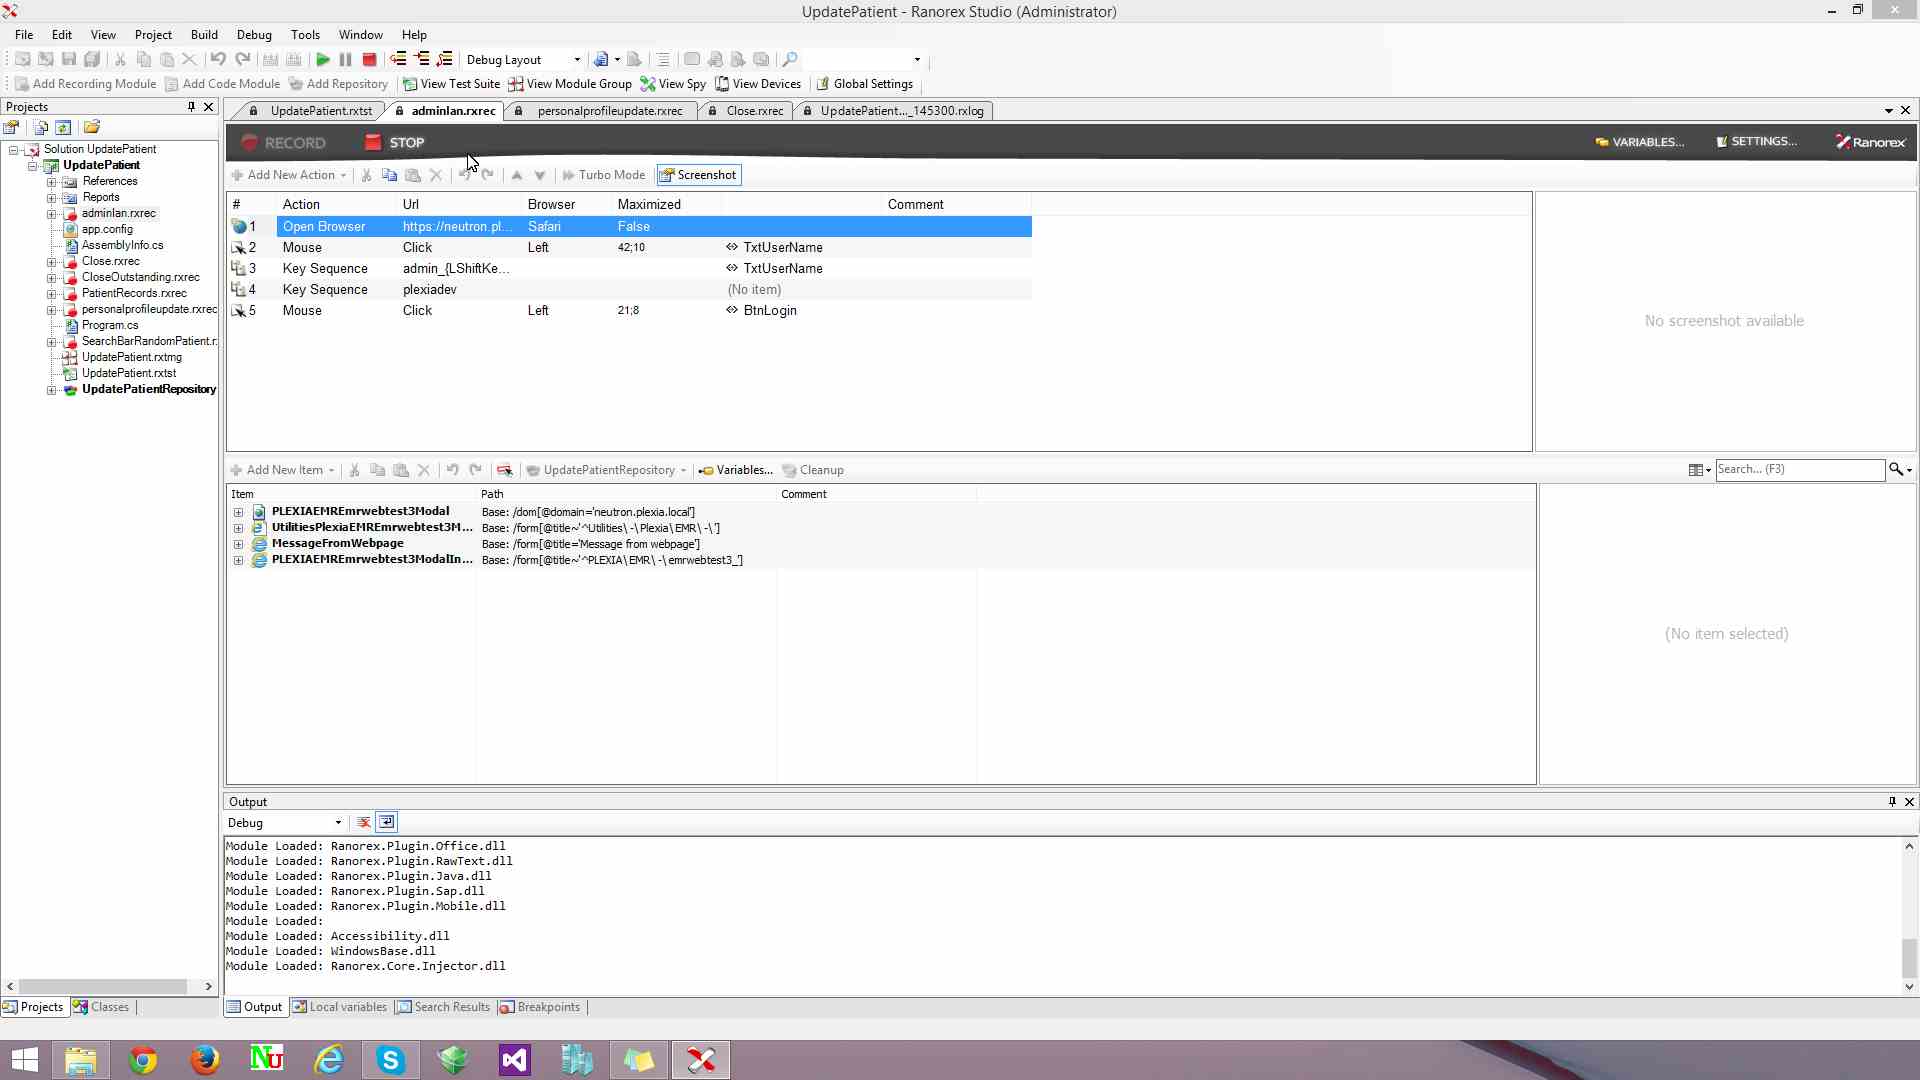 UpdatePatient - Ranorex Studio (Administrator)
File Edit View Project Build Debug Tools Window Help
Debug Layout
Add Recording Module Add Code Module Add Repository View Test Suite View Module Group View Spy View Devices Global Settings
Projects
UpdatePatient.rxtst adminlan.rxrec personalprofileupdate.rxrec Close.rxrec UpdatePatient..._145300.rxlog
Solution UpdatePatient
UpdatePatient
References
Reports
adminlan.rxrec
app.config
AssemblyInfo.cs
Close.rxrec
CloseOutstanding.rxrec
PatientRecords.rxrec
personalprofileupdate.rxrec
Program.cs
SearchBarRandomPatient.r
UpdatePatient.rxtmg
UpdatePatient.rxtst
UpdatePatientRepository
Projects Classes
RECORD STOP VARIABLES... SETTINGS... Ranorex
Add New Action Turbo Mode Screenshot
# Action Url Browser Maximized Comment
1 Open Browser https://neutron.pl... Safari False
2 Mouse Click Left 42;10 TxtUserName
3 Key Sequence admin_{LShiftKe... TxtUserName
4 Key Sequence plexiadev (No item)
5 Mouse Click Left 21;8 BtnLogin
No screenshot available
Add New Item UpdatePatientRepository Variables... Cleanup Search... (F3)
Item Path Comment
PLEXIAEMREmrwebtest3Modal Base: /dom[@domain='neutron.plexia.local']
UtilitiesPlexiaEMREmrwebtest3M... Base: /form[@title~'^Utilities\ -\ Plexia\ EMR\ -\ ']
MessageFromWebpage Base: /form[@title='Message from webpage']
PLEXIAEMREmrwebtest3ModalIn... Base: /form[@title~'^PLEXIA\ EMR\ -\ emrwebtest3_']
(No item selected)
Output
Debug
Module Loaded: Ranorex.Plugin.Office.dll
Module Loaded: Ranorex.Plugin.RawText.dll
Module Loaded: Ranorex.Plugin.Java.dll
Module Loaded: Ranorex.Plugin.Sap.dll
Module Loaded: Ranorex.Plugin.Mobile.dll
Module Loaded:
Module Loaded: Accessibility.dll
Module Loaded: WindowsBase.dll
Module Loaded: Ranorex.Core.Injector.dll
Output Local variables Search Results Breakpoints
NU